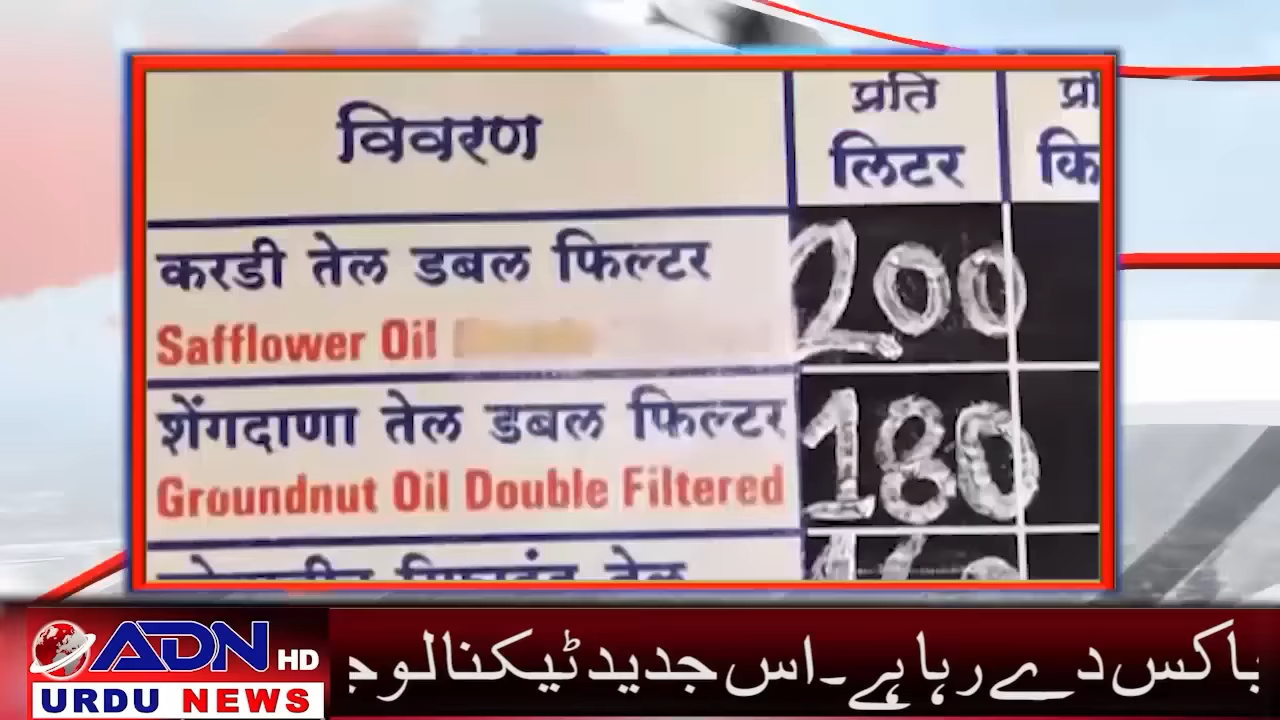 विवरण
प्रति
लिटर
करडी तेल डबल फिल्टर
Safflower Oil
200
शेंगदाणा तेल डबल फिल्टर
Groundnut Oil Double Filtered
180
तेल
ADN HD
URDU NEWS
باکس دے رہا ہے۔ اس جدید ٹیکنالوج